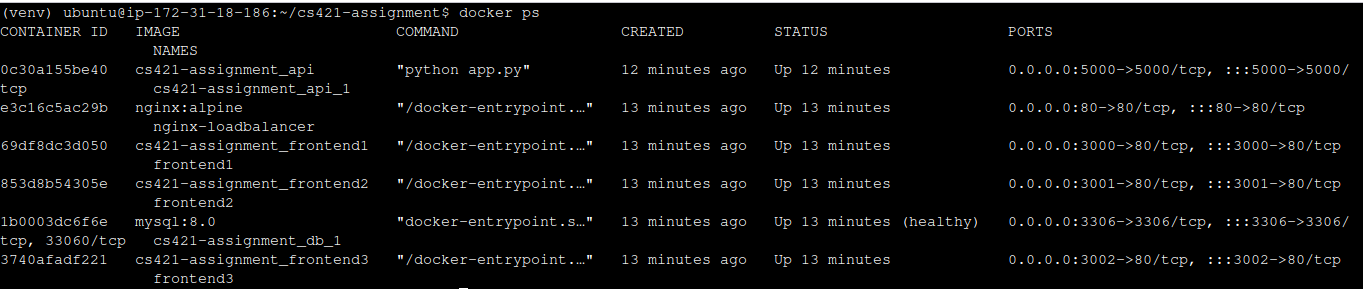 (venv) ubuntu@ip-172-31-18-186:~/cs421-assignment$ docker ps
CONTAINER ID   IMAGE                       COMMAND                  CREATED          STATUS                    PORTS
                 NAMES
0c30a155be40   cs421-assignment_api        "python app.py"          12 minutes ago   Up 12 minutes             0.0.0.0:5000->5000/tcp, :::5000->5000/
tcp              cs421-assignment_api_1
e3c16c5ac29b   nginx:alpine                "/docker-entrypoint.…"   13 minutes ago   Up 13 minutes             0.0.0.0:80->80/tcp, :::80->80/tcp
                 nginx-loadbalancer
69df8dc3d050   cs421-assignment_frontend1  "/docker-entrypoint.…"   13 minutes ago   Up 13 minutes             0.0.0.0:3000->80/tcp, :::3000->80/tcp
                 frontend1
853d8b54305e   cs421-assignment_frontend2  "/docker-entrypoint.…"   13 minutes ago   Up 13 minutes             0.0.0.0:3001->80/tcp, :::3001->80/tcp
                 frontend2
1b0003dc6f6e   mysql:8.0                   "docker-entrypoint.s…"   13 minutes ago   Up 13 minutes (healthy)   0.0.0.0:3306->3306/tcp, :::3306->3306/
tcp, 33060/tcp   cs421-assignment_db_1
3740afadf221   cs421-assignment_frontend3  "/docker-entrypoint.…"   13 minutes ago   Up 13 minutes             0.0.0.0:3002->80/tcp, :::3002->80/tcp
                 frontend3